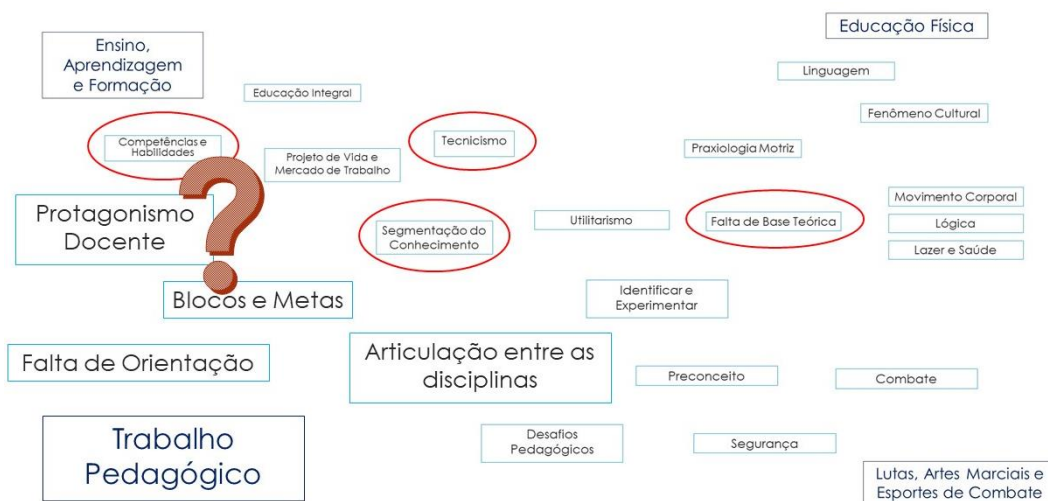 Educação Física
Ensino,
Aprendizagem
e Formação
Linguagem
Educação Integral
Fenômeno Cultural
Competências e
Habilidades
Tecnicismo
Projeto de Vida e
Mercado de Trabalho
Praxiologia Motriz
?
Protagonismo
Docente
Movimento Corporal
Utilitarismo
Falta de Base Teórica
Segmentação do
Conhecimento
Lógica
Lazer e Saúde
Blocos e Metas
Identificar e
Experimentar
Falta de Orientação
Articulação entre as
disciplinas
Preconceito
Combate
Trabalho
Pedagógico
Desafios
Pedagógicos
Segurança
Lutas, Artes Marciais e
Esportes de Combate